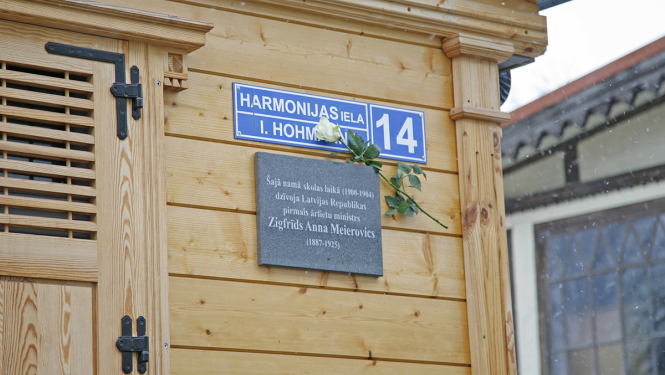 HARMONIJAS IELA
I.
14
Šajā namā skolas laikā (1900-1904)
dzīvoja Latvijas Republikas
pirmais ārlietu ministrs
Zigfrīds Anna Meierovics
(1887-1925)